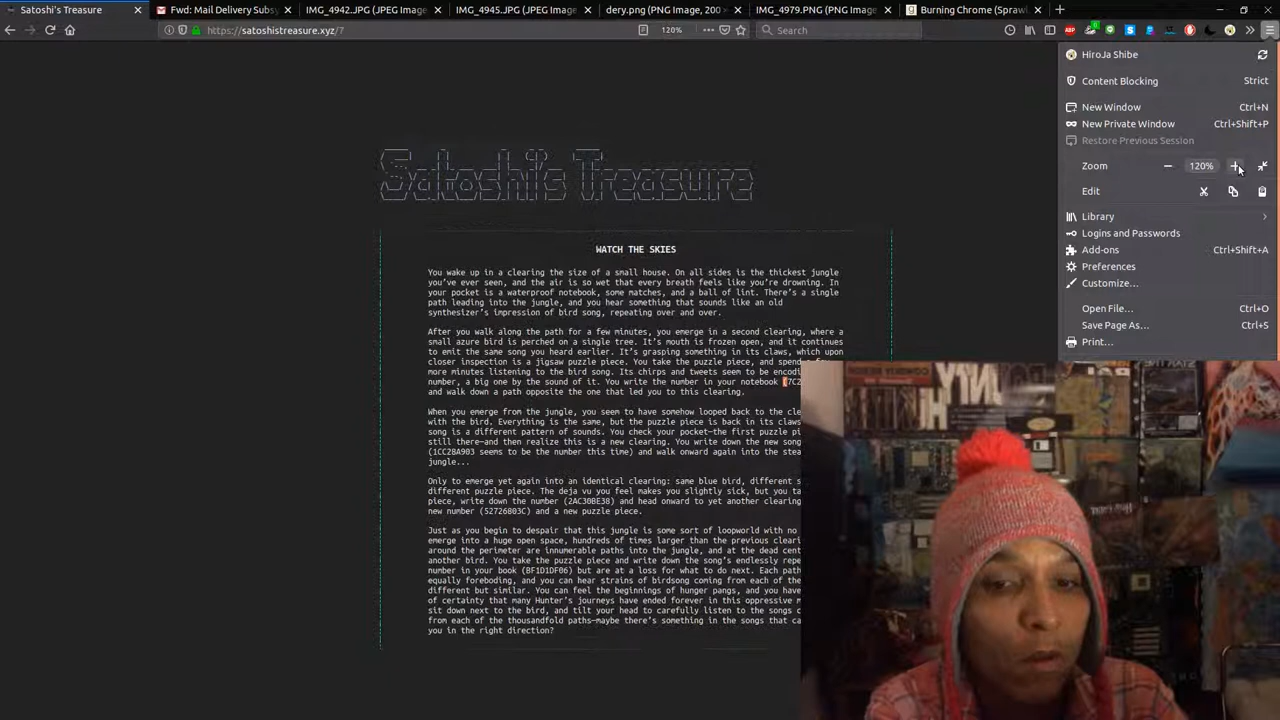 Satoshi's Treasure
Fwd: Mail Delivery Subsy
IMG_4942.JPG (JPEG Image,
IMG_4945.JPG (JPEG Image,
dery.png (PNG Image, 200 ×
IMG_4979.PNG (PNG Image,
Burning Chrome (Sprawl
https://satoshistreasure.xyz/7
120%
Search
HiroJa Shibe
Content Blocking Strict
New Window Ctrl+N
New Private Window Ctrl+Shift+P
Restore Previous Session
Zoom 120%
Edit
Library
Logins and Passwords
Add-ons Ctrl+Shift+A
Preferences
Customize...
Open File... Ctrl+O
Save Page As... Ctrl+S
Print...
Satoshi's Treasure
WATCH THE SKIES
You wake up in a clearing the size of a small house. On all sides is the thickest jungle
you've ever seen, and the air is so wet that every breath feels like you're drowning. In
your pocket is a waterproof notebook, some matches, and a ball of lint. There's a single
path leading into the jungle, and you hear something that sounds like an old
synthesizer's impression of bird song, repeating over and over.
After you walk along the path for a few minutes, you emerge in a second clearing, where a
small azure bird is perched on a single tree. It's mouth is frozen open, and it continues
to emit the same song you heard earlier. It's grasping something in its claws, which upon
closer inspection is a jigsaw puzzle piece. You take the puzzle piece, and spend a few
more minutes listening to the bird song. Its chirps and tweets seem to be encodi
number, a big one by the sound of it. You write the number in your notebook (7C2
and walk down a path opposite the one that led you to this clearing.
When you emerge from the jungle, you seem to have somehow looped back to the cle
with the bird. Everything is the same, but the puzzle piece is back in its claws
song is a different pattern of sounds. You check your pocket—the first puzzle pi
still there—and then realize this is a new clearing. You write down the new son
(1CC28A903 seems to be the number this time) and walk onward again into the stea
jungle...
Only to emerge yet again into an identical clearing: same blue bird, different s
different puzzle piece. The deja vu you feel makes you slightly sick, but you ta
piece, write down the number (2AC30BE38) and head onward to yet another clearing
new number (52726B03C) and a new puzzle piece.
Just as you begin to despair that this jungle is some sort of loopworld with no
emerge into a huge open space, hundreds of times larger than the previous cleari
around the perimeter are innumerable paths into the jungle, and at the dead cent
another bird. You take the puzzle piece and write down the song's endlessly repe
number in your book (BF1D1DF06) but are at a loss for what to do next. Each path
equally foreboding, and you can hear strains of birdsong coming from each of the
different but similar. You can feel the beginnings of hunger pangs, and you have
of certainty that many Hunter's journeys have ended forever in this oppressive m
sit down next to the bird, and tilt your head to carefully listen to the songs c
from each of the thousandfold paths—maybe there's something in the songs that ca
you in the right direction?